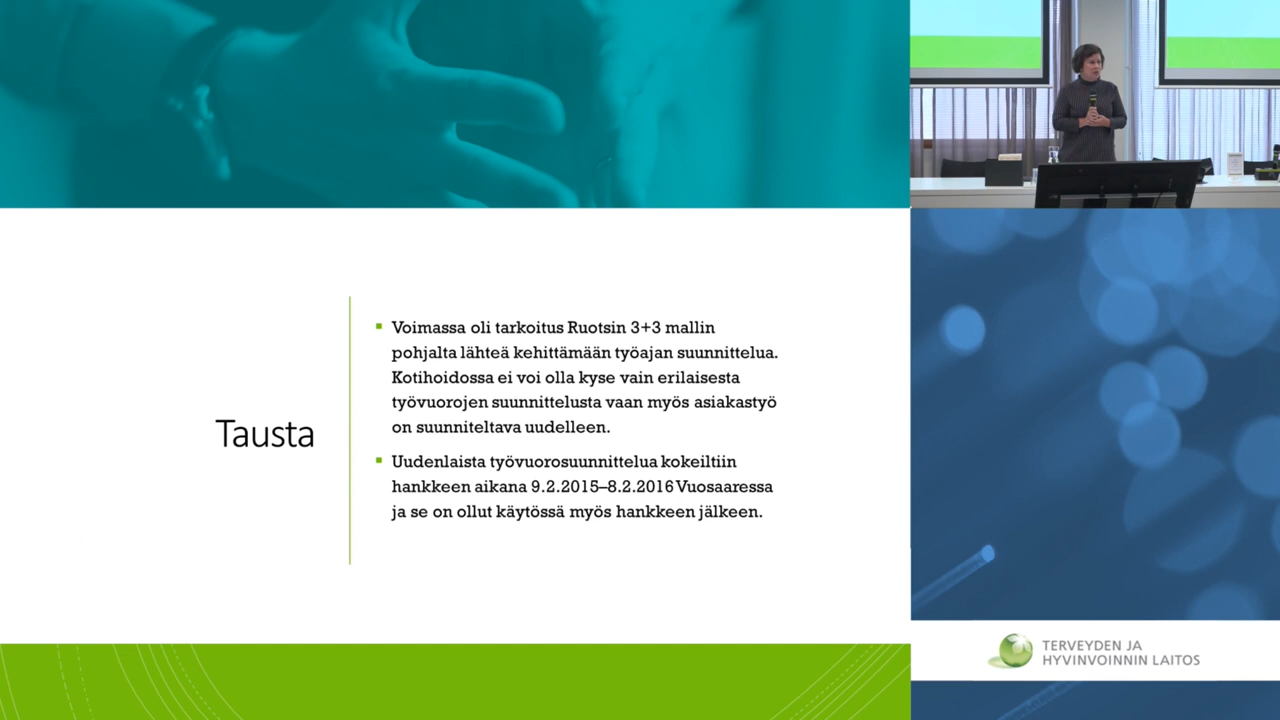 Tausta
Voimassa oli tarkoitus Ruotsin 3+3 mallin
pohjalta lähteä kehittämään työajan suunnittelua.
Kotihoidossa ei voi olla kyse vain erilaisesta
työvuorojen suunnittelusta vaan myös asiakastyö
on suunniteltava uudelleen.
Uudenlaista työvuorosuunnittelua kokeiltiin
hankkeen aikana 9.2.2015–8.2.2016 Vuosaaressa
ja se on ollut käytössä myös hankkeen jälkeen.
TERVEYDEN JA
HYVINVOINNIN LAITOS